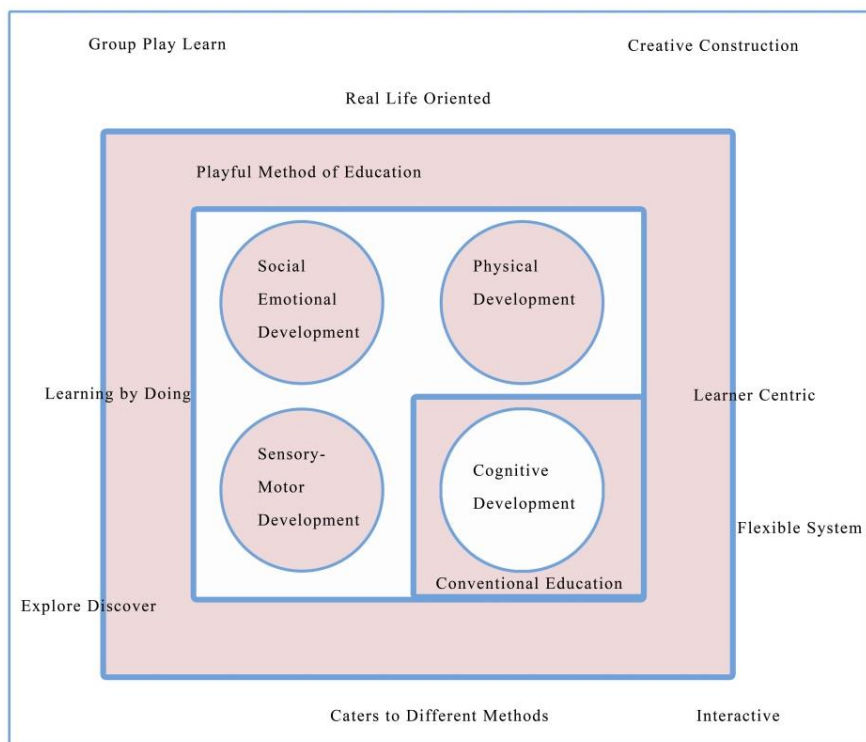 Group Play Learn
Creative Construction
Real Life Oriented
Playful Method of Education
Social
Emotional
Development
Physical
Development
Learning by Doing
Learner Centric
Sensory-
Motor
Development
Cognitive
Development
Flexible System
Conventional Education
Explore Discover
Caters to Different Methods
Interactive